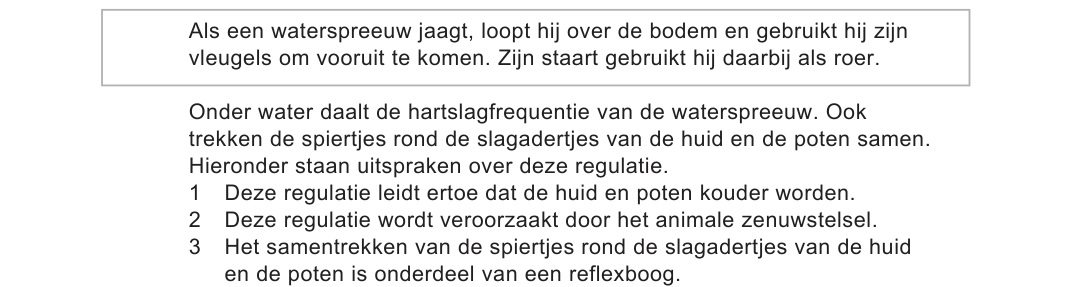 Als een waterspreeuw jaagt, loopt hij over de bodem en gebruikt hij zijn
vleugels om vooruit te komen. Zijn staart gebruikt hij daarbij als roer.
Onder water daalt de hartslagfrequentie van de waterspreeuw. Ook
trekken de spiertjes rond de slagadertjes van de huid en de poten samen.
Hieronder staan uitspraken over deze regulatie.
1 Deze regulatie leidt ertoe dat de huid en poten kouder worden.
2 Deze regulatie wordt veroorzaakt door het animale zenuwstelsel.
3 Het samentrekken van de spiertjes rond de slagadertjes van de huid
en de poten is onderdeel van een reflexboog.